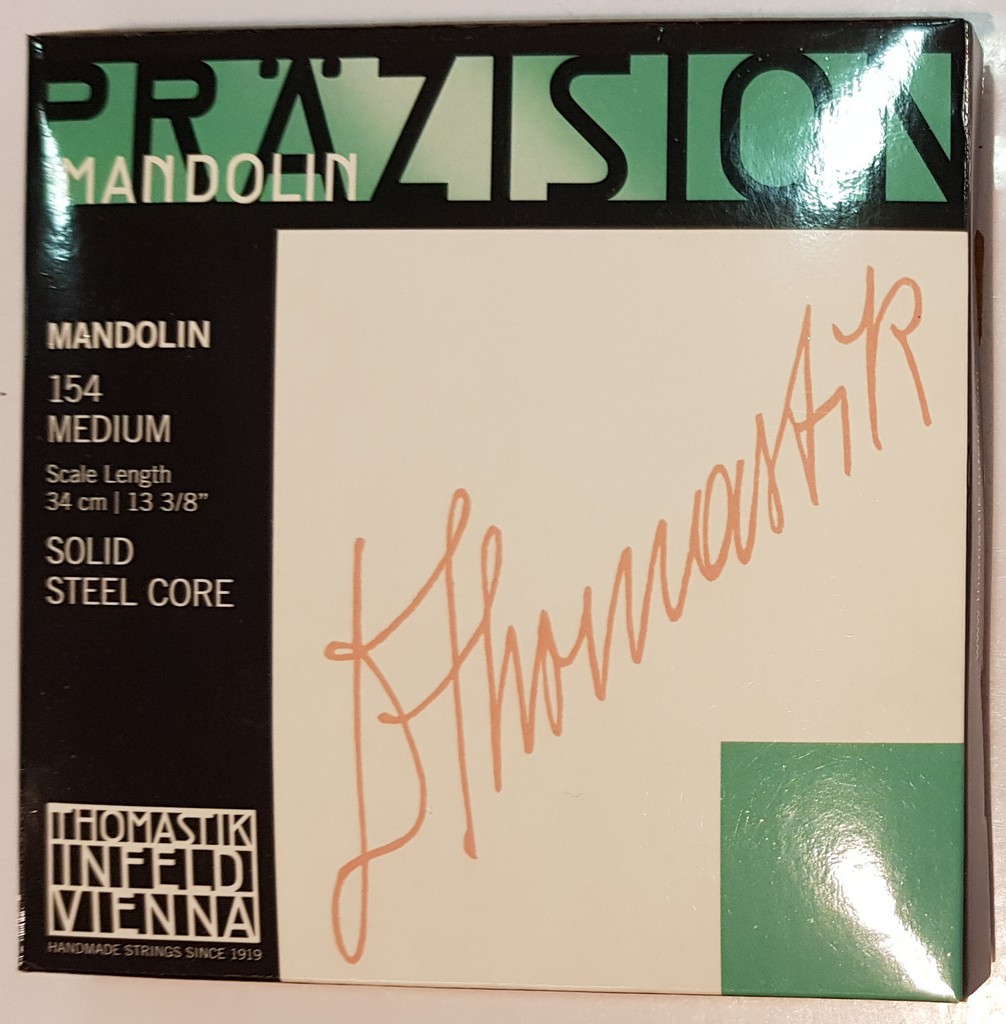 PRÄZISION
MANDOLIN
MANDOLIN
154
MEDIUM
Scale Length
34 cm | 13 3/8”
SOLID
STEEL CORE
Thomastik
THOMASTIK
INFELD
VIENNA
HANDMADE STRINGS SINCE 1919